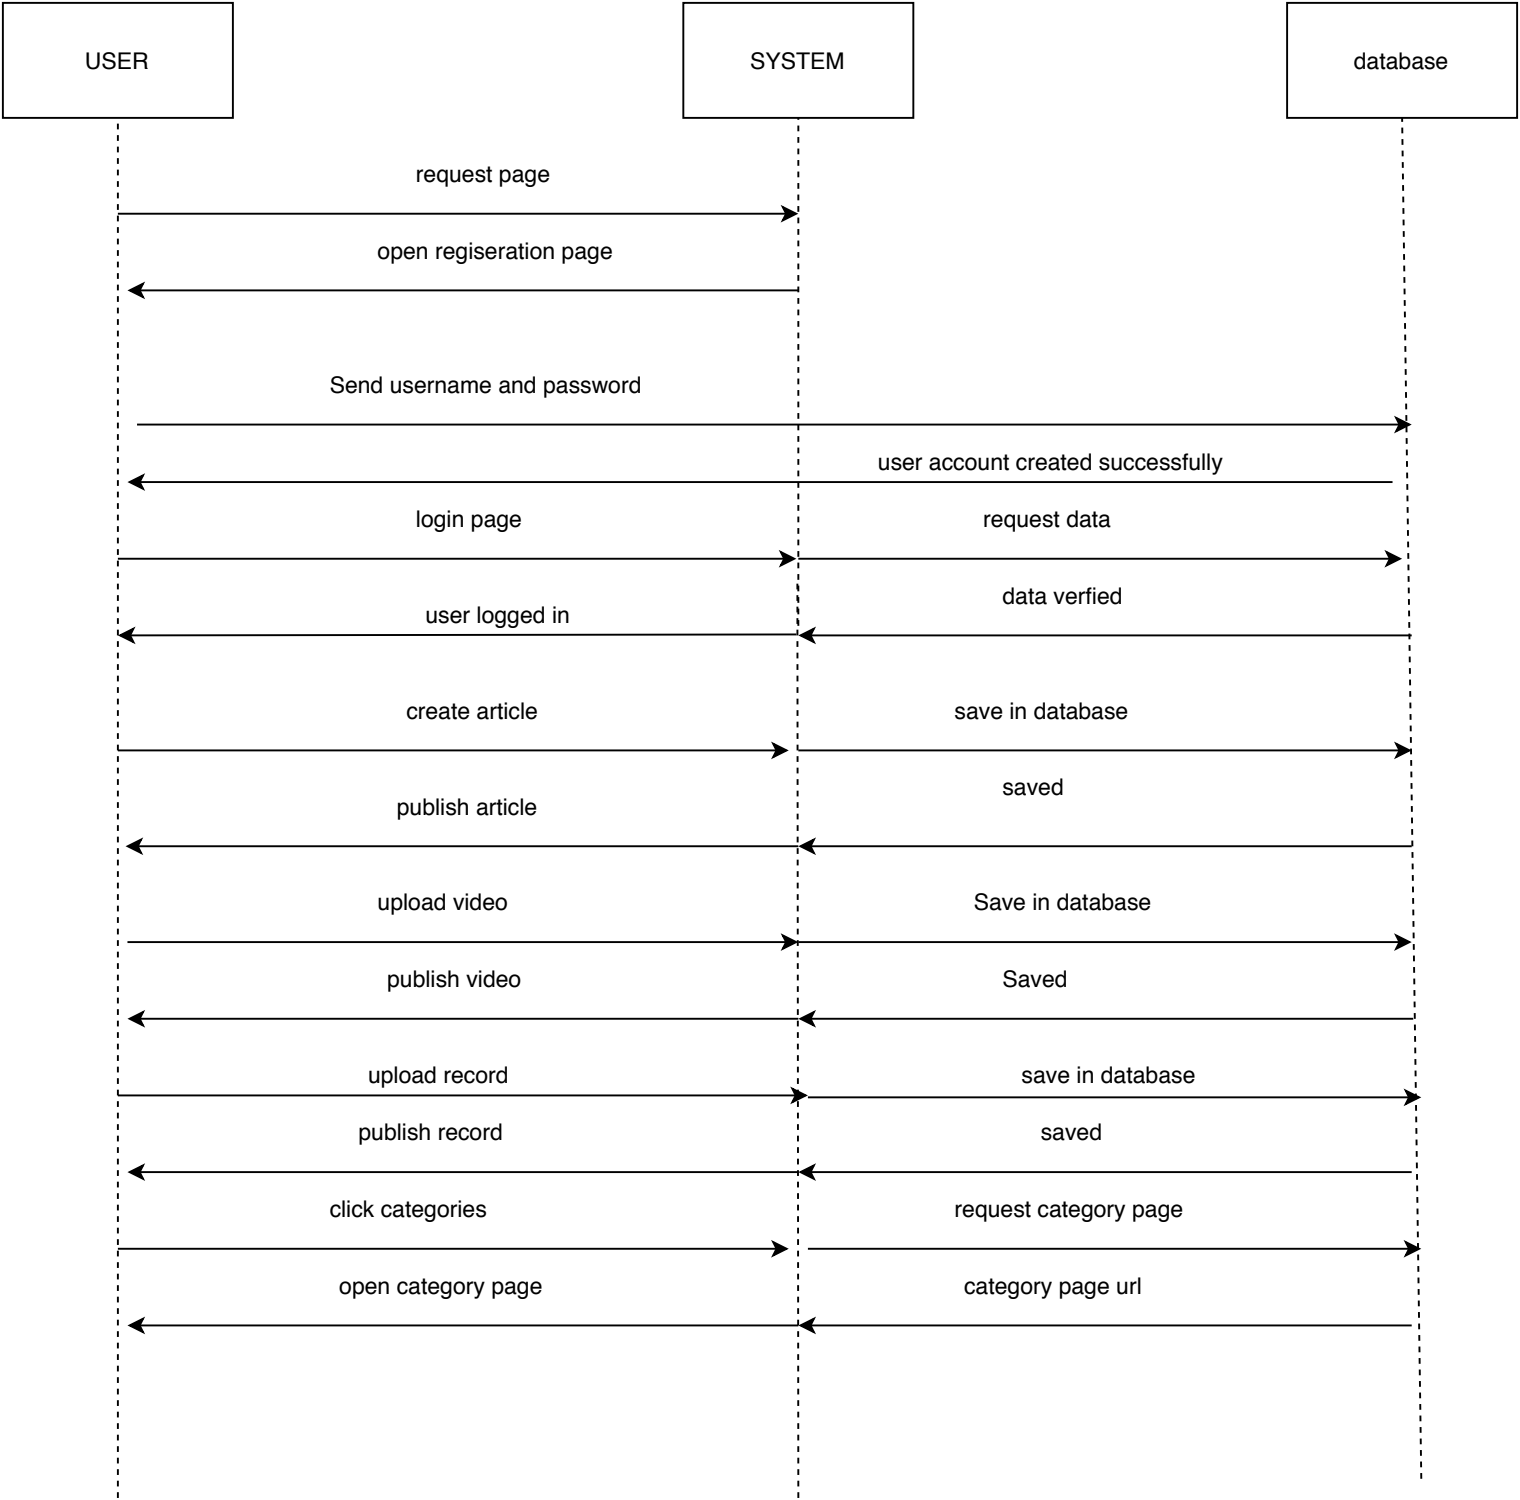 USER
SYSTEM
database
request page
open regiseration page
Send username and password
user account created successfully
login page
request data
data verfied
user logged in
create article
save in database
saved
publish article
upload video
Save in database
publish video
Saved
upload record
save in database
publish record
saved
click categories
request category page
open category page
category page url